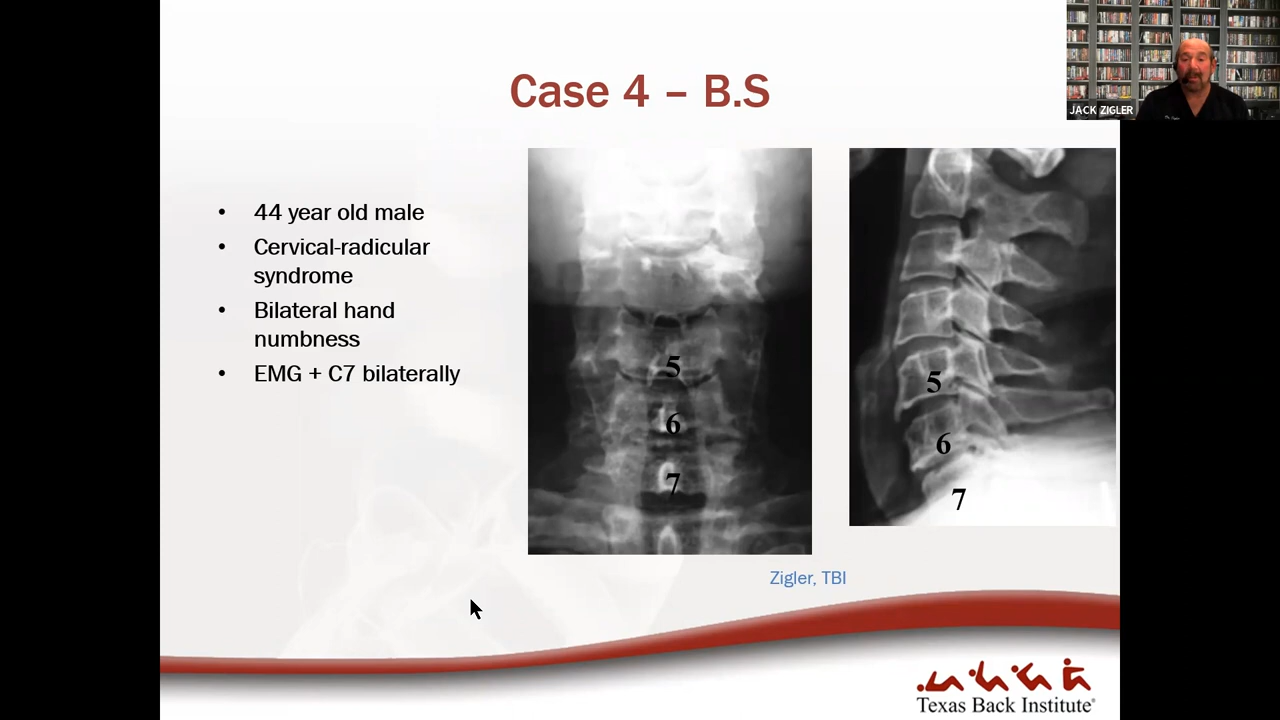 Case 4 – B.S
JACK ZIGLER
• 44 year old male
• Cervical-radicular
syndrome
• Bilateral hand
numbness
• EMG + C7 bilaterally
5
6
7
5
6
7
Zigler, TBI
Texas Back Institute®